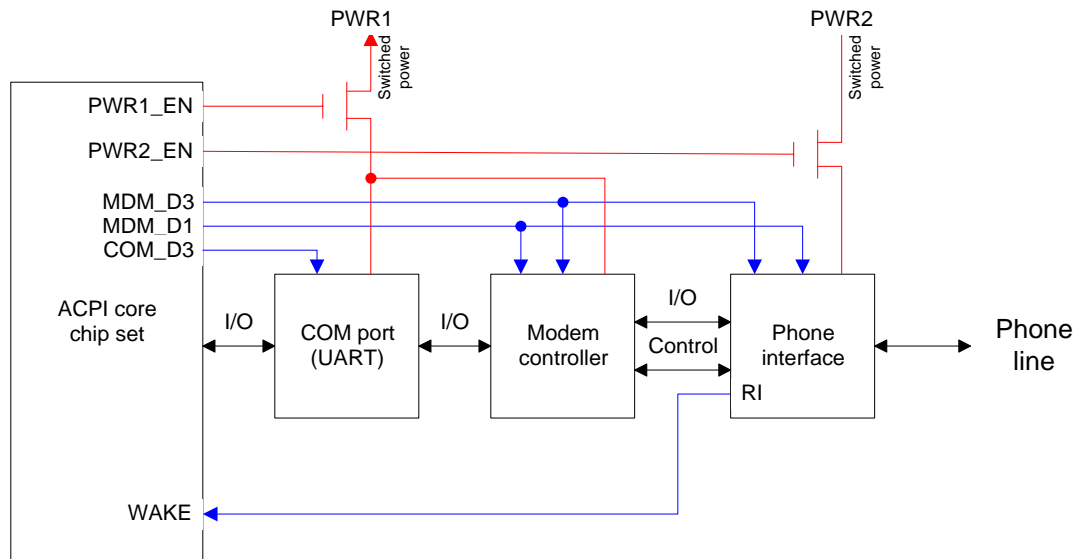 PWR1
PWR2
Switched
power
Switched
power
PWR1_EN
PWR2_EN
MDM_D3
MDM_D1
COM_D3
ACPI core
chip set
I/O
COM port
(UART)
I/O
Modem
controller
I/O
Control
Phone
interface
RI
Phone
line
WAKE